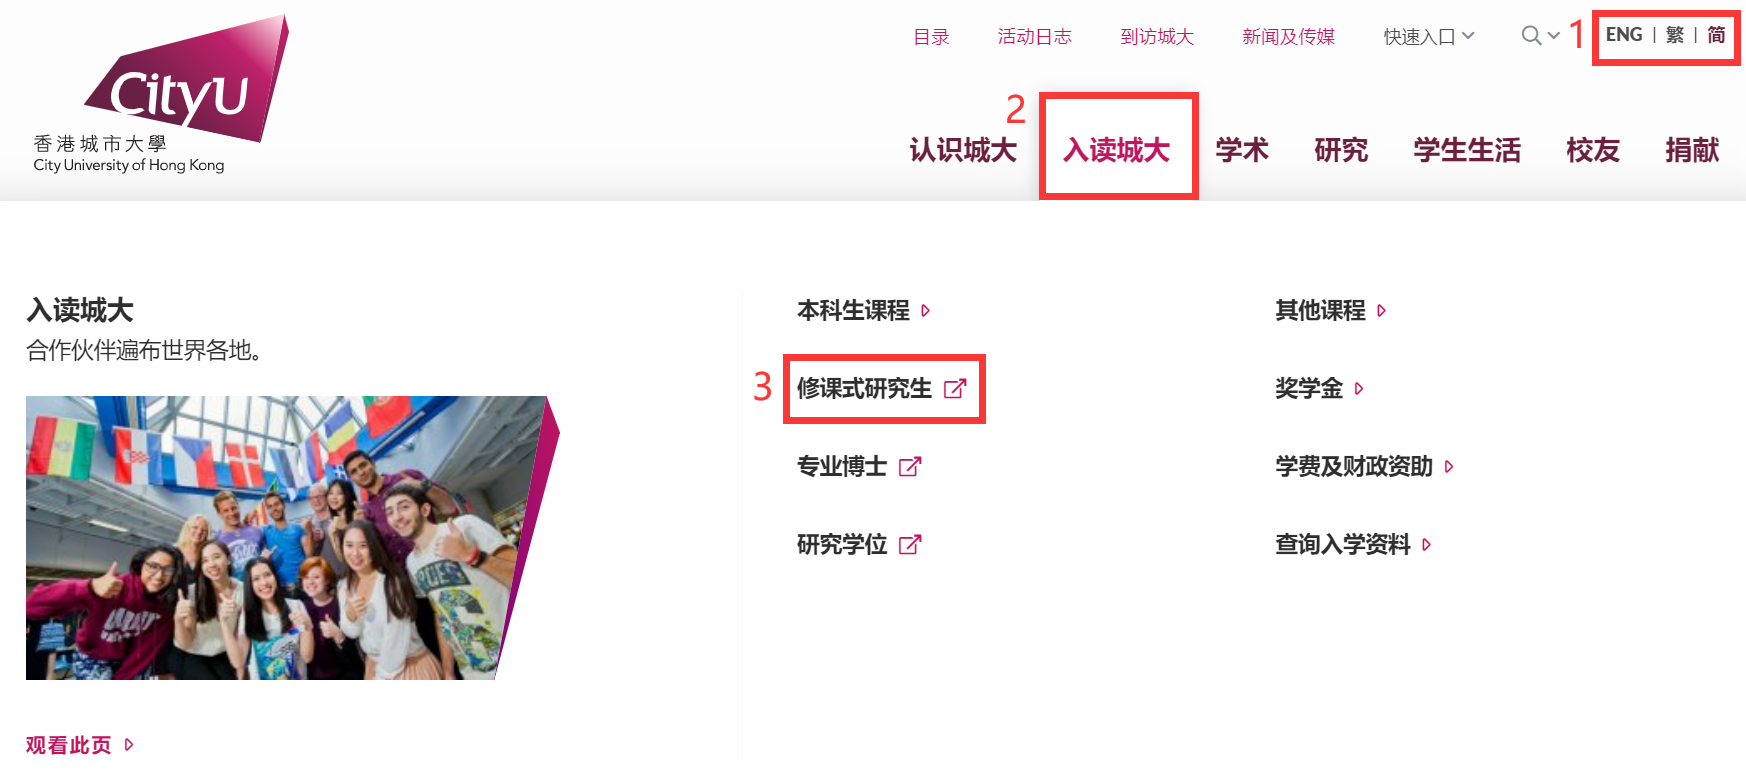 CityU
香港城市大學
City University of Hong Kong
目录 活动日志 到访城大 新闻及传媒 快速入口 1 ENG | 繁 | 简
2
认识城大 入读城大 学术 研究 学生生活 校友 捐献
入读城大
合作伙伴遍布世界各地。
观看此页
本科生课程
3 修课式研究生
专业博士
研究学位
其他课程
奖学金
学费及财政资助
查询入学资料